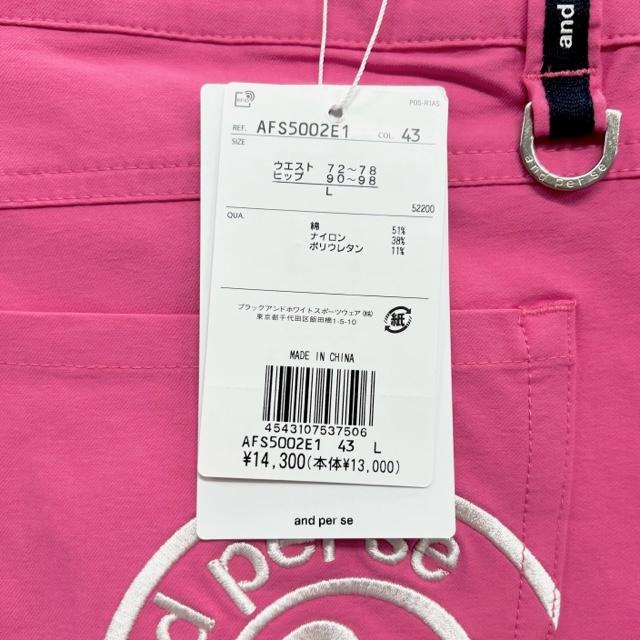 and
and per se
RFID
P05-R1AS
REF. AFS5002E1 COL. 43
SIZE
ウエスト 72～78
ヒップ 90～98
L
52200
QUA.
綿 51%
ナイロン 38%
ポリウレタン 11%
ブラックアンドホワイトスポーツウェア㈱
東京都千代田区飯田橋1-5-10
紙
MADE IN CHINA
4543107537506
AFS5002E1 43 L
¥14,300(本体¥13,000)
and per se
d per se